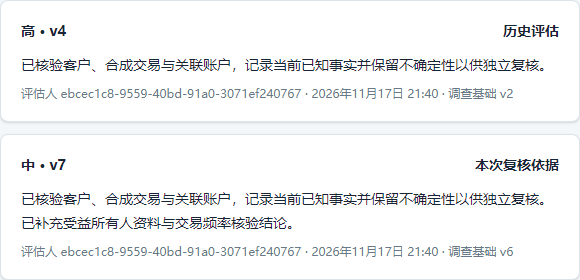 高 • v4 历史评估
已核验客户、合成交易与关联账户，记录当前已知事实并保留不确定性以供独立复核。
评估人 ebcec1c8-9559-40bd-91a0-3071ef240767 · 2026年11月17日 21:40 · 调查基础 v2
中 • v7 本次复核依据
已核验客户、合成交易与关联账户，记录当前已知事实并保留不确定性以供独立复核。
已补充受益所有人资料与交易频率核验结论。
评估人 ebcec1c8-9559-40bd-91a0-3071ef240767 · 2026年11月17日 21:40 · 调查基础 v6